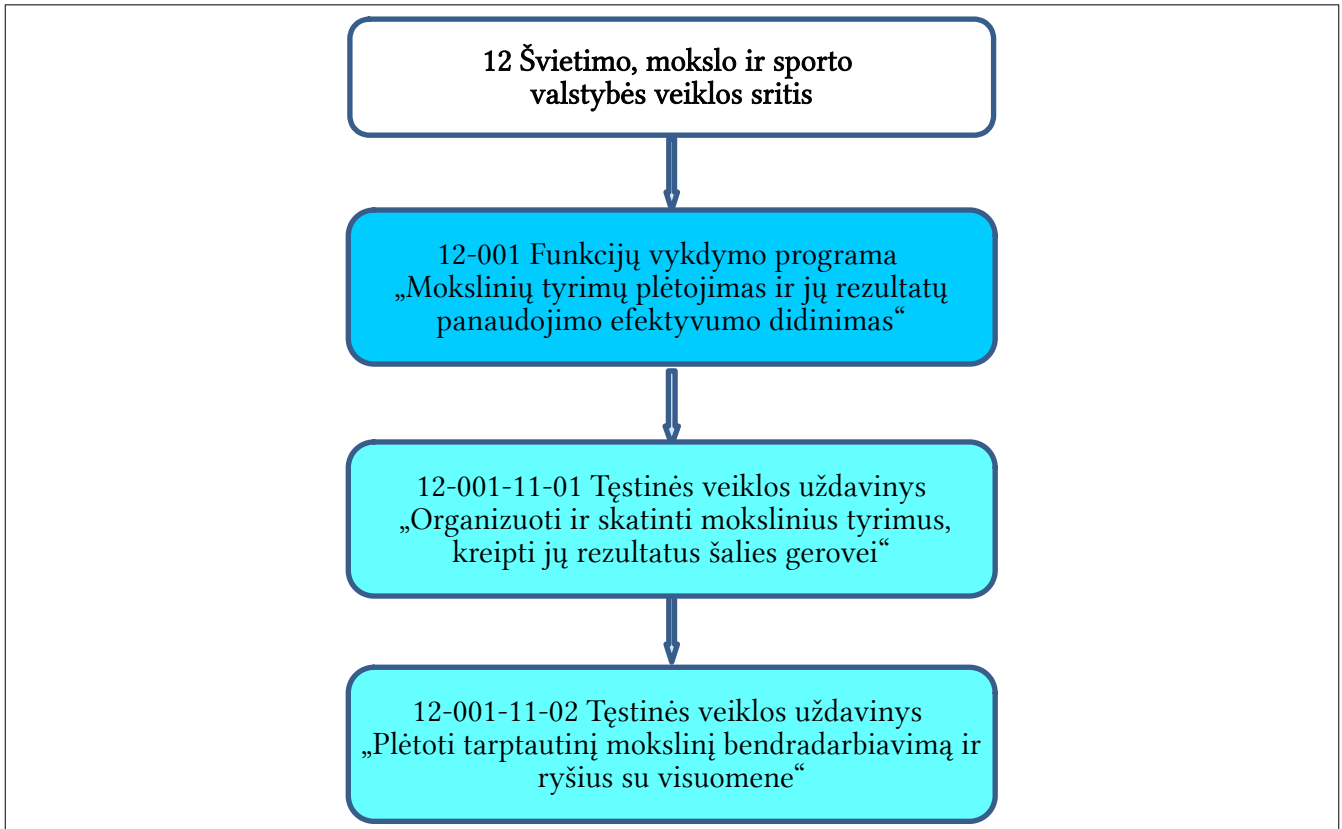 12 Švietimo, mokslo ir sporto
valstybės veiklos sritis
12-001 Funkcijų vykdymo programa
„Mokslinių tyrimų plėtojimas ir jų rezultatų
panaudojimo efektyvumo didinimas“
12-001-11-01 Tęstinės veiklos uždavinys
„Organizuoti ir skatinti mokslinius tyrimus,
kreipti jų rezultatus šalies gerovei“
12-001-11-02 Tęstinės veiklos uždavinys
„Plėtoti tarptautinį mokslinį bendradarbiavimą ir
ryšius su visuomene“